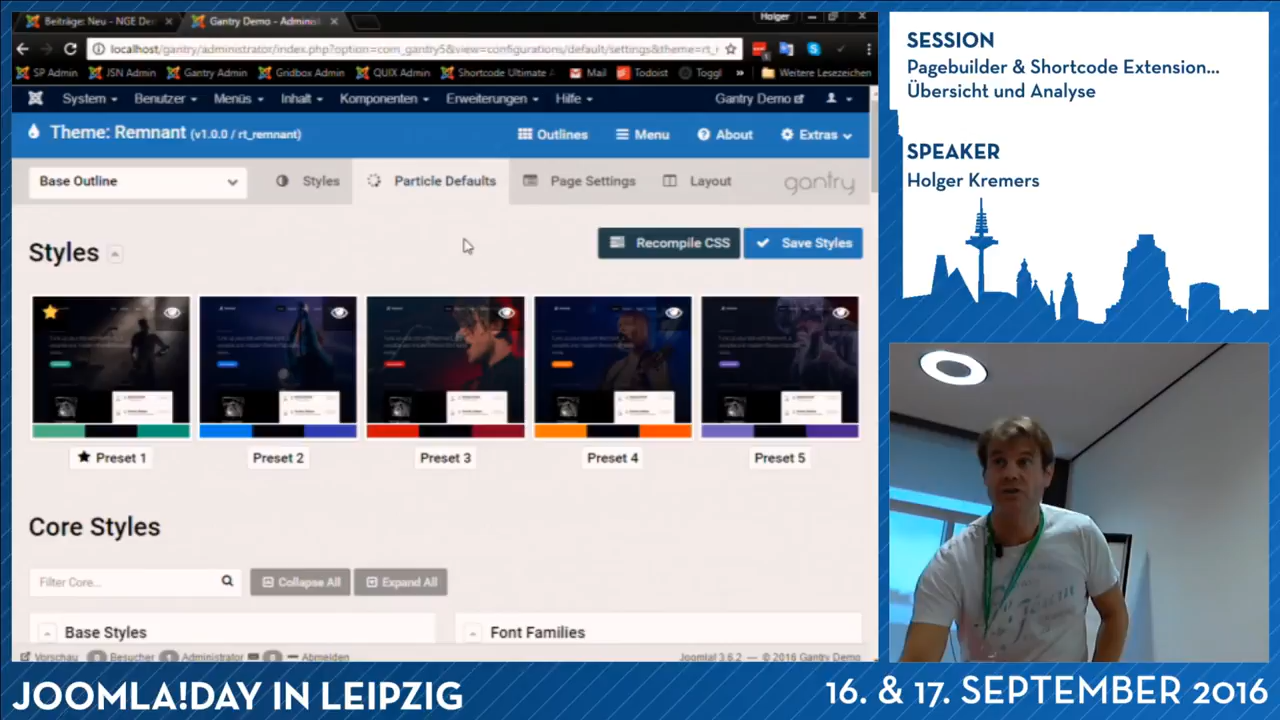 Beiträge: Neu - NGE De
Gantry Demo - Adminis
Holger
localhost/gantry/administrator/index.php?option=com_gantry5&view=configurations/default/settings&theme=rt_r
SP Admin
JSN Admin
Gantry Admin
Gridbox Admin
QUIX Admin
Shortcode Ultimate A
Mail
Todoist
Toggl
»
Weitere Lesezeichen
System
Benutzer
Menüs
Inhalt
Komponenten
Erweiterungen
Hilfe
Gantry Demo
Theme: Remnant (v1.0.0 / rt_remnant)
Outlines
Menu
About
Extras
Base Outline
Styles
Particle Defaults
Page Settings
Layout
gantry
Styles
Recompile CSS
Save Styles
Preset 1
Preset 2
Preset 3
Preset 4
Preset 5
Core Styles
Filter Core...
Collapse All
Expand All
Base Styles
Font Families
Vorschau
Besucher
Administrator
Abmelden
Joomla! 3.6.2 — © 2016 Gantry Demo
SESSION
Pagebuilder & Shortcode Extension...
Übersicht und Analyse
SPEAKER
Holger Kremers
JOOMLA!DAY IN LEIPZIG
16. & 17. SEPTEMBER 2016